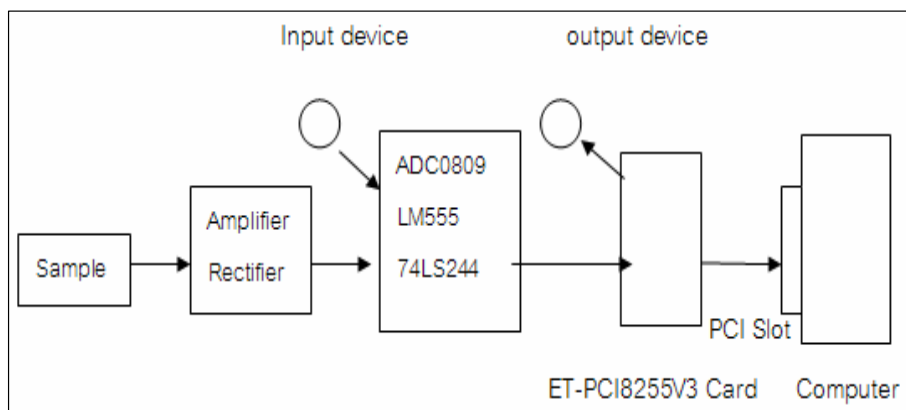 Input device
output device
ADC0809
LM555
74LS244
Amplifier
Rectifier
Sample
PCI Slot
ET-PCI8255V3 Card
Computer